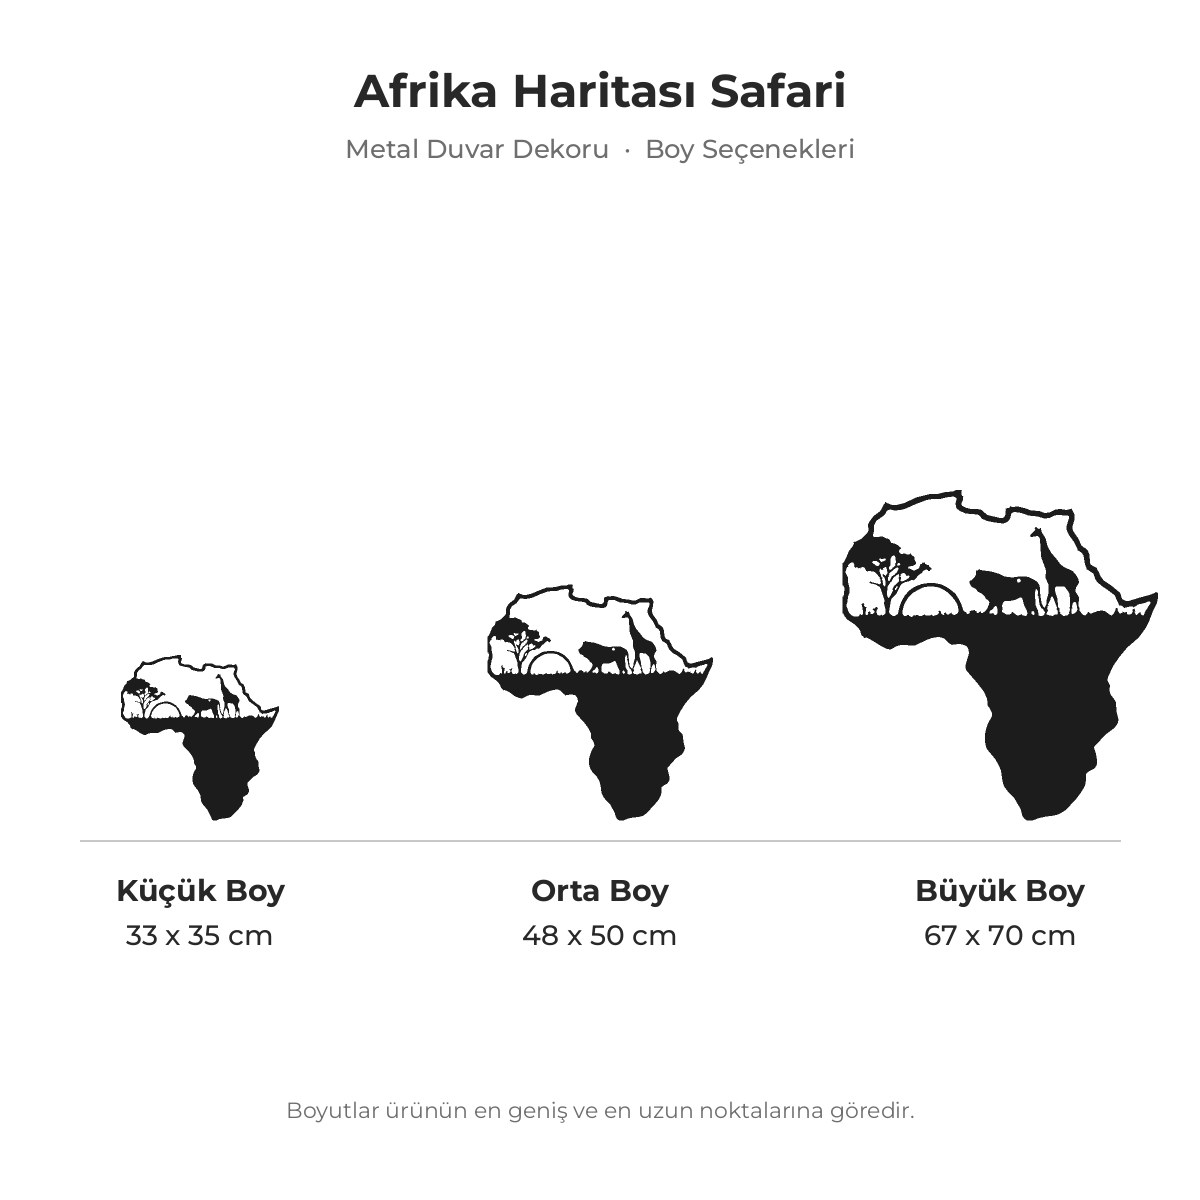 Afrika Haritası Safari
Metal Duvar Dekoru · Boy Seçenekleri
Küçük Boy
33 x 35 cm
Orta Boy
48 x 50 cm
Büyük Boy
67 x 70 cm
Boyutlar ürünün en geniş ve en uzun noktalarına göredir.